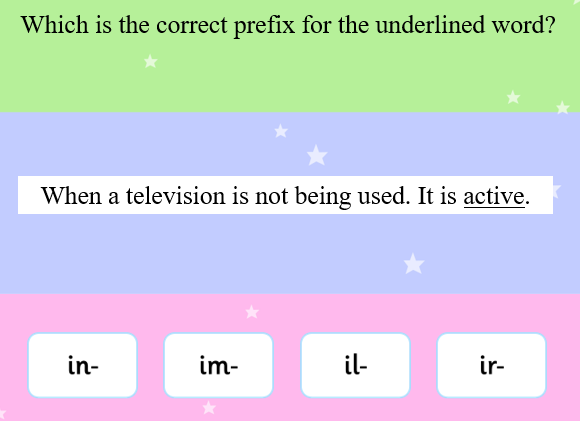 Which is the correct prefix for the underlined word?
When a television is not being used. It is active.
in-
im-
il-
ir-